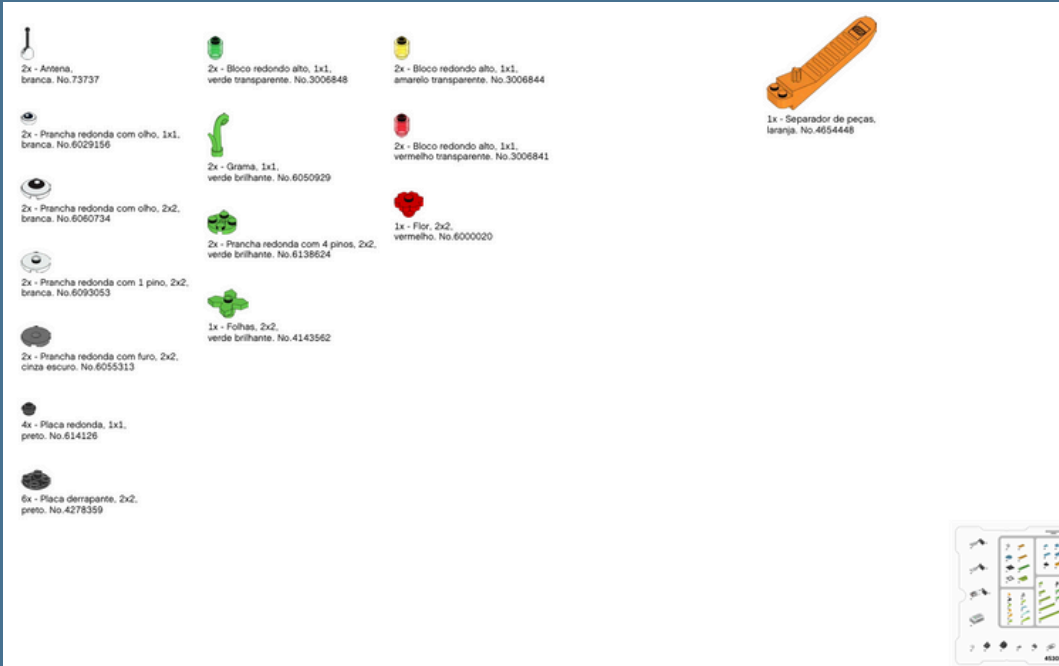 2x - Antena,
branca. No.73737
2x - Prancha redonda com olho, 1x1,
branca. No.6029156
2x - Prancha redonda com olho, 2x2,
branca. No.6060734
2x - Prancha redonda com 1 pino, 2x2,
branca. No.6093053
2x - Prancha redonda com furo, 2x2,
cinza escuro. No.6055313
4x - Placa redonda, 1x1,
preto. No.614126
6x - Placa derrapante, 2x2,
preto. No.4278359
2x - Bloco redondo alto, 1x1,
verde transparente. No.3006848
2x - Grama, 1x1,
verde brilhante. No.6050929
2x - Prancha redonda com 4 pinos, 2x2,
verde brilhante. No.6138624
1x - Folhas, 2x2,
verde brilhante. No.4143562
2x - Bloco redondo alto, 1x1,
amarelo transparente. No.3006844
2x - Bloco redondo alto, 1x1,
vermelho transparente. No.3006841
1x - Flor, 2x2,
vermelho. No.6000020
1x - Separador de peças,
laranja. No.4654448